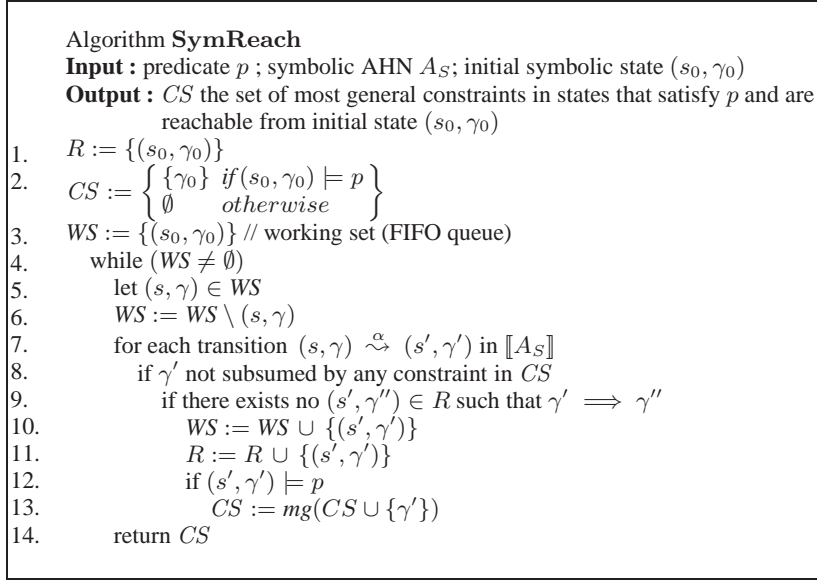 Algorithm SymReach
Input : predicate p ; symbolic AHN A_S; initial symbolic state (s_0, γ_0)
Output : CS the set of most general constraints in states that satisfy p and are
reachable from initial state (s_0, γ_0)
1. R := {(s_0, γ_0)}
2. CS := { {γ_0} if (s_0, γ_0) ⊨ p
∅ otherwise }
3. WS := {(s_0, γ_0)} // working set (FIFO queue)
4. while (WS ≠ ∅)
5. let (s, γ) ∈ WS
6. WS := WS \ (s, γ)
7. for each transition (s, γ) ⤳^α (s′, γ′) in ⟦A_S⟧
8. if γ′ not subsumed by any constraint in CS
9. if there exists no (s′, γ″) ∈ R such that γ′ ⟹ γ″
10. WS := WS ∪ {(s′, γ′)}
11. R := R ∪ {(s′, γ′)}
12. if (s′, γ′) ⊨ p
13. CS := mg(CS ∪ {γ′})
14. return CS